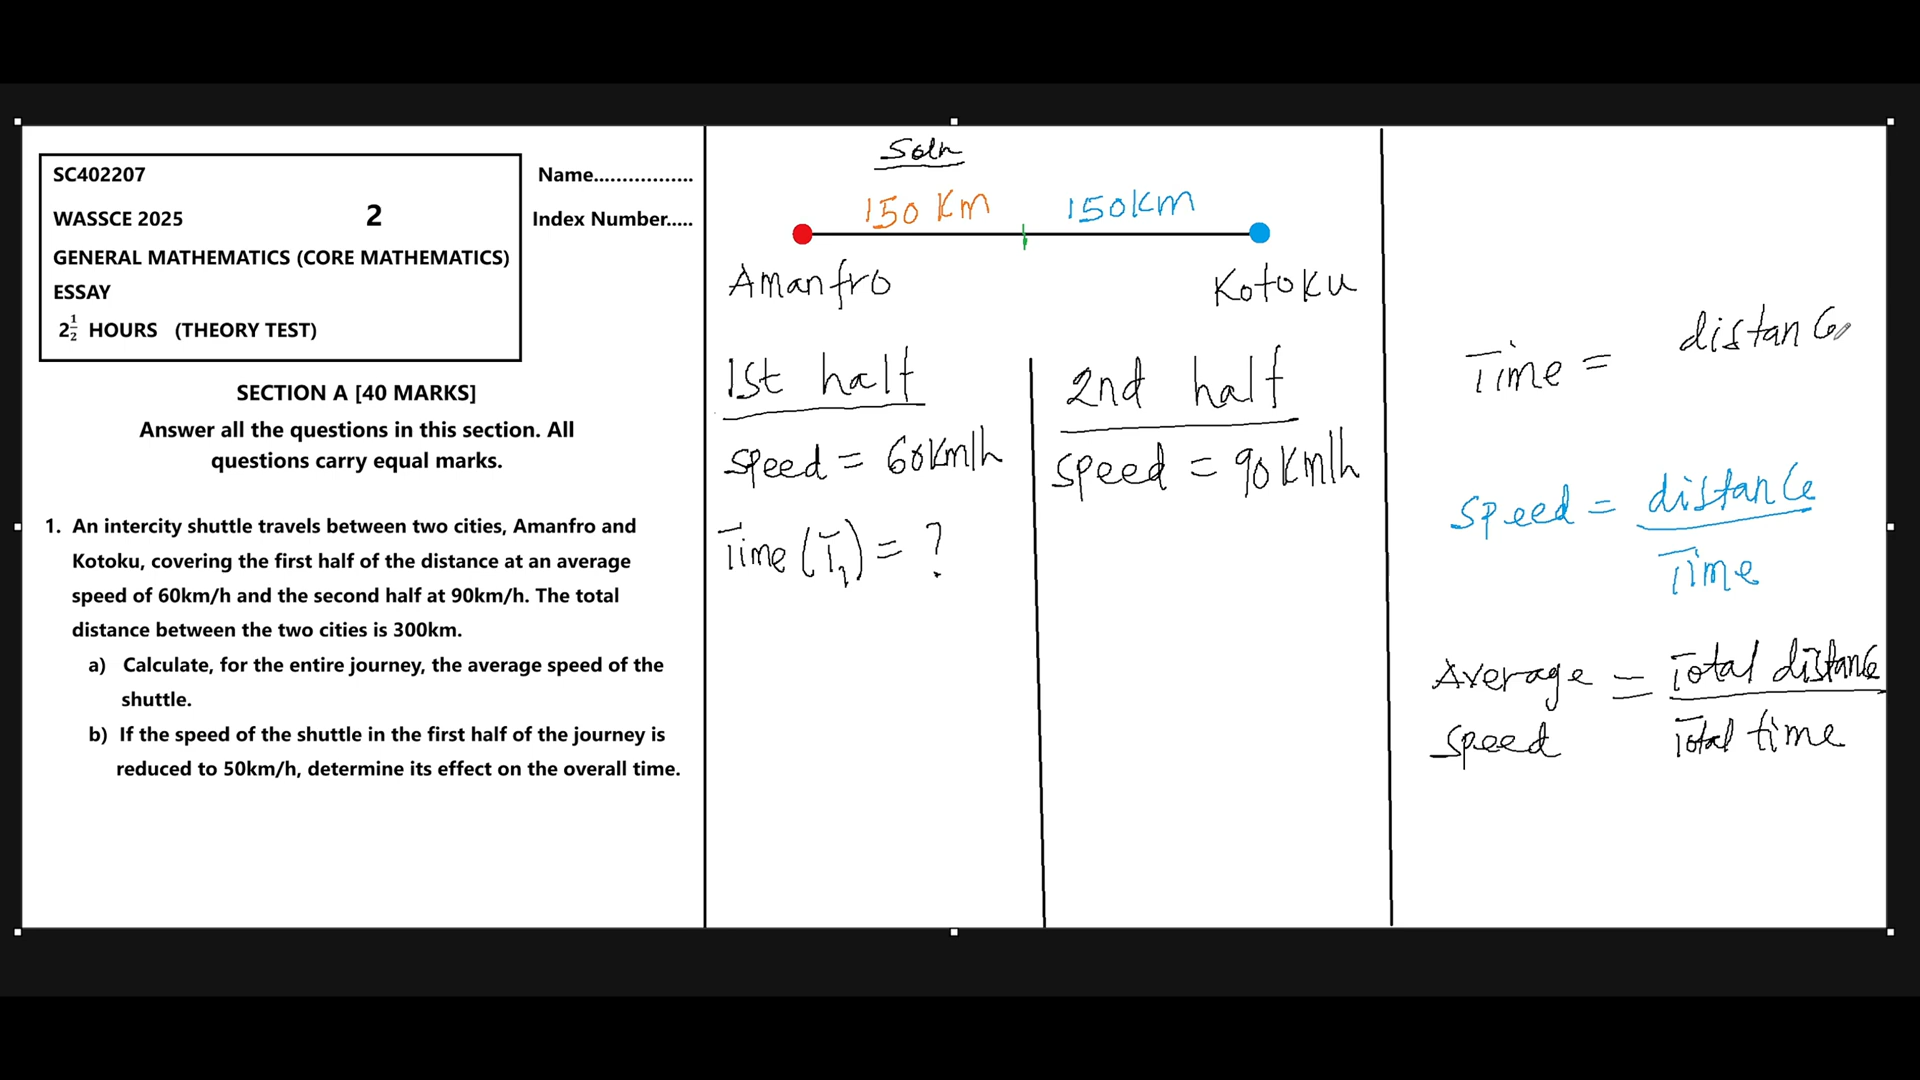 SC402207
Name................
WASSCE 2025 2
Index Number.....
GENERAL MATHEMATICS (CORE MATHEMATICS)
ESSAY
2 1/2 HOURS (THEORY TEST)
SECTION A [40 MARKS]
Answer all the questions in this section. All
questions carry equal marks.
1. An intercity shuttle travels between two cities, Amanfro and
Kotoku, covering the first half of the distance at an average
speed of 60km/h and the second half at 90km/h. The total
distance between the two cities is 300km.
a) Calculate, for the entire journey, the average speed of the
shuttle.
b) If the speed of the shuttle in the first half of the journey is
reduced to 50km/h, determine its effect on the overall time.
Soln
150 Km 150Km
Amanfro Kotoku
1st half
speed = 60Km/h
Time (T₁) = ?
2nd half
speed = 90Km/h
Time = distance
speed = distance
Time
Average speed = Total distance
Total time